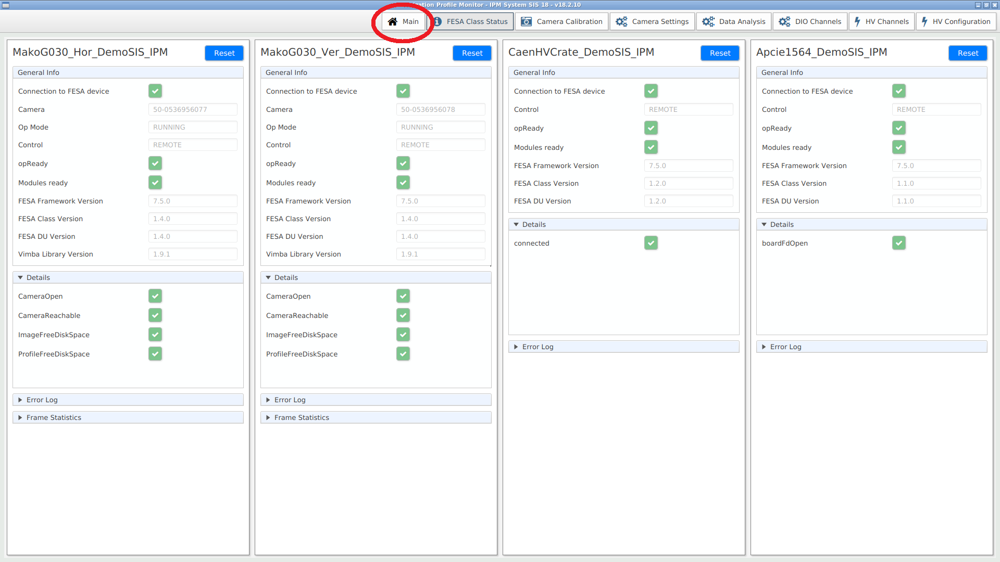 ation Profile Monitor - IPM System SIS 18 - v18.2.10
Main FESA Class Status Camera Calibration Camera Settings Data Analysis DIO Channels HV Channels HV Configuration
MakoG030_Hor_DemoSIS_IPM Reset
General Info
Connection to FESA device
Camera 50-0536956077
Op Mode RUNNING
Control REMOTE
opReady
Modules ready
FESA Framework Version 7.5.0
FESA Class Version 1.4.0
FESA DU Version 1.4.0
Vimba Library Version 1.9.1
Details
CameraOpen
CameraReachable
ImageFreeDiskSpace
ProfileFreeDiskSpace
Error Log
Frame Statistics
MakoG030_Ver_DemoSIS_IPM Reset
General Info
Connection to FESA device
Camera 50-0536956078
Op Mode RUNNING
Control REMOTE
opReady
Modules ready
FESA Framework Version 7.5.0
FESA Class Version 1.4.0
FESA DU Version 1.4.0
Vimba Library Version 1.9.1
Details
CameraOpen
CameraReachable
ImageFreeDiskSpace
ProfileFreeDiskSpace
Error Log
Frame Statistics
CaenHVCrate_DemoSIS_IPM Reset
General Info
Connection to FESA device
Control REMOTE
opReady
Modules ready
FESA Framework Version 7.5.0
FESA Class Version 1.2.0
FESA DU Version 1.2.0
Details
connected
Error Log
Apcie1564_DemoSIS_IPM Reset
General Info
Connection to FESA device
Control REMOTE
opReady
Modules ready
FESA Framework Version 7.5.0
FESA Class Version 1.1.0
FESA DU Version 1.1.0
Details
boardFdOpen
Error Log